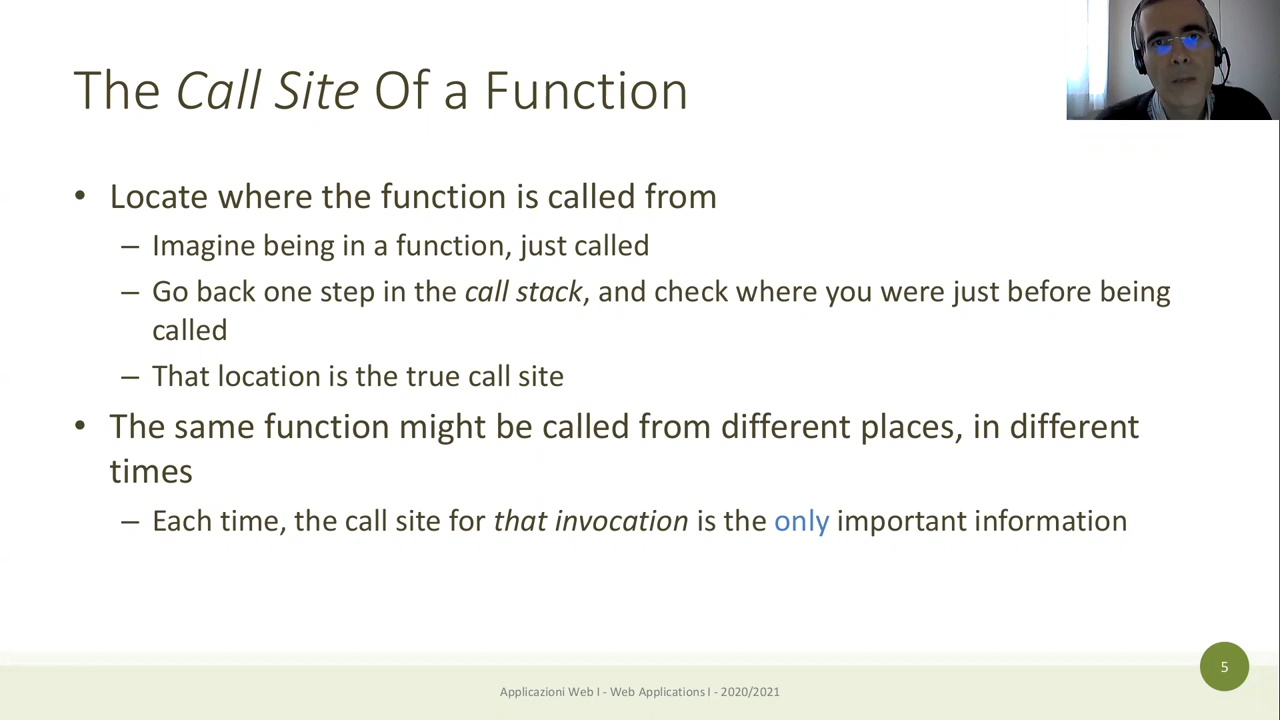 The Call Site Of a Function
• Locate where the function is called from
– Imagine being in a function, just called
– Go back one step in the call stack, and check where you were just before being
called
– That location is the true call site
• The same function might be called from different places, in different
times
– Each time, the call site for that invocation is the only important information
5
Applicazioni Web I - Web Applications I - 2020/2021